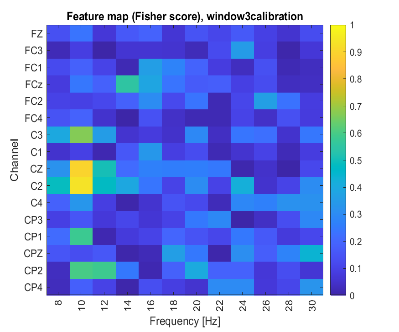 Feature map (Fisher score), window3calibration
FZ
FC3
FC1
FCz
FC2
FC4
C3
C1
CZ
C2
C4
CP3
CP1
CPZ
CP2
CP4
Channel
8 10 12 14 16 18 20 22 24 26 28 30
Frequency [Hz]
1
0.9
0.8
0.7
0.6
0.5
0.4
0.3
0.2
0.1
0